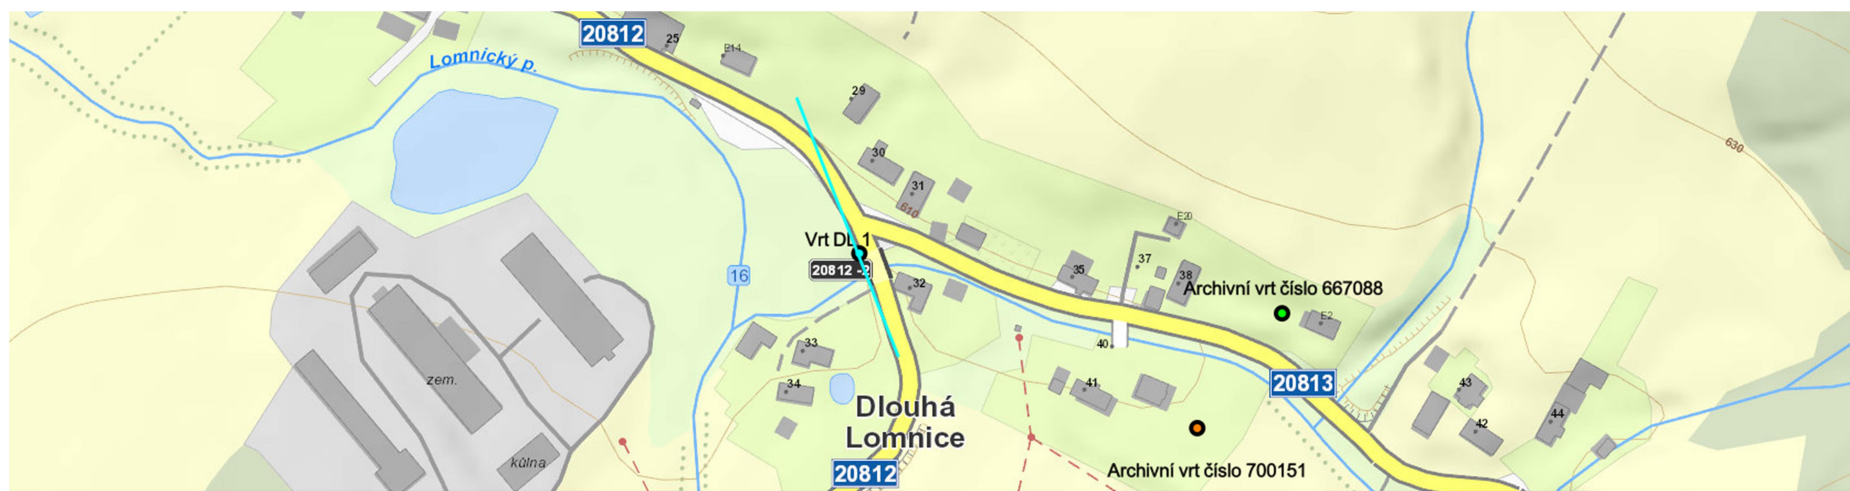 20812
25
E14
Lomnický p.
29
30
31
610
630
E20
Vrt DL 1
20812 -2
16
32
35
37
38
Archivní vrt číslo 667088
E2
33
34
40
41
zem.
20813
43
42
44
Dlouhá
Lomnice
kůlna
20812
Archivní vrt číslo 700151